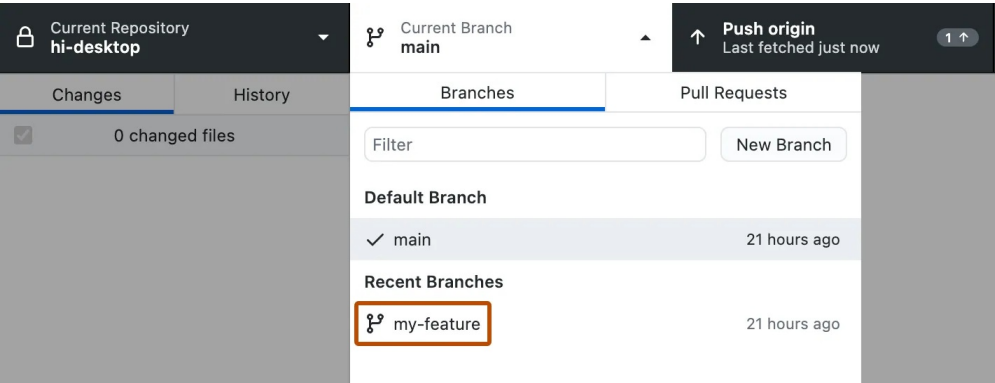 Current Repository
hi-desktop
Current Branch
main
Push origin
Last fetched just now
1
Changes
History
Branches
Pull Requests
0 changed files
Filter
New Branch
Default Branch
main
21 hours ago
Recent Branches
my-feature
21 hours ago